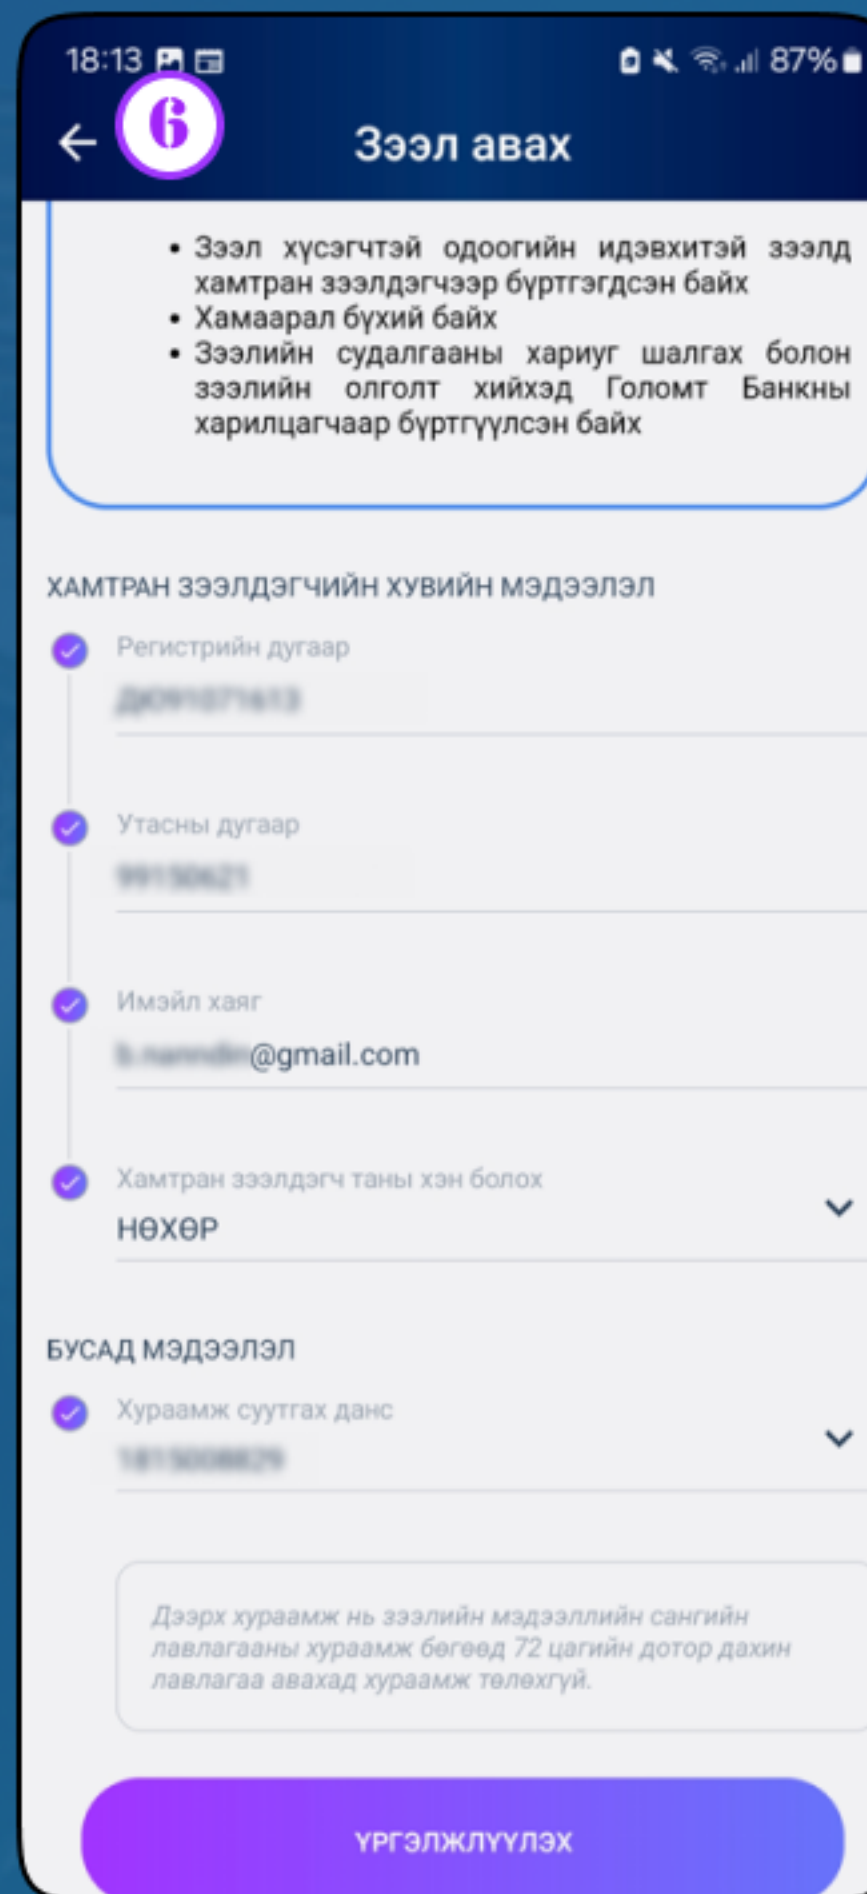 18:13
87%
6
Зээл авах
• Зээл хүсэгчтэй одоогийн идэвхитэй зээлд
хамтран зээлдэгчээр бүртгэгдсэн байх
• Хамаарал бүхий байх
• Зээлийн судалгааны хариуг шалгах болон
зээлийн олголт хийхэд Голомт Банкны
харилцагчаар бүртгүүлсэн байх
ХАМТРАН ЗЭЭЛДЭГЧИЙН ХУВИЙН МЭДЭЭЛЭЛ
Регистрийн дугаар
Утасны дугаар
Имэйл хаяг
@gmail.com
Хамтран зээлдэгч таны хэн болох
НӨХӨР
БУСАД МЭДЭЭЛЭЛ
Хураамж суутгах данс
Дээрх хураамж нь зээлийн мэдээллийн сангийн
лавлагааны хураамж бөгөөд 72 цагийн дотор дахин
лавлагаа авахад хураамж төлөхгүй.
ҮРГЭЛЖЛҮҮЛЭХ